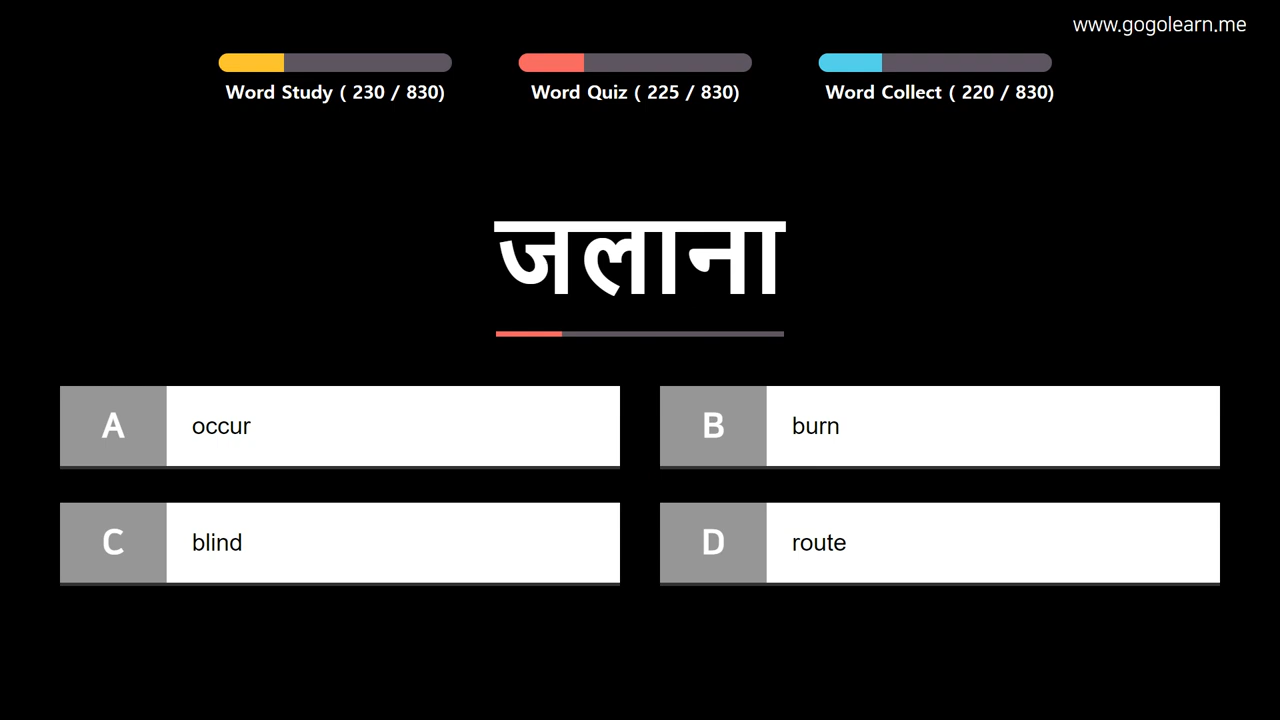 www.gogolearn.me
Word Study ( 230 / 830)
Word Quiz ( 225 / 830)
Word Collect ( 220 / 830)
जलाना
A occur
B burn
C blind
D route